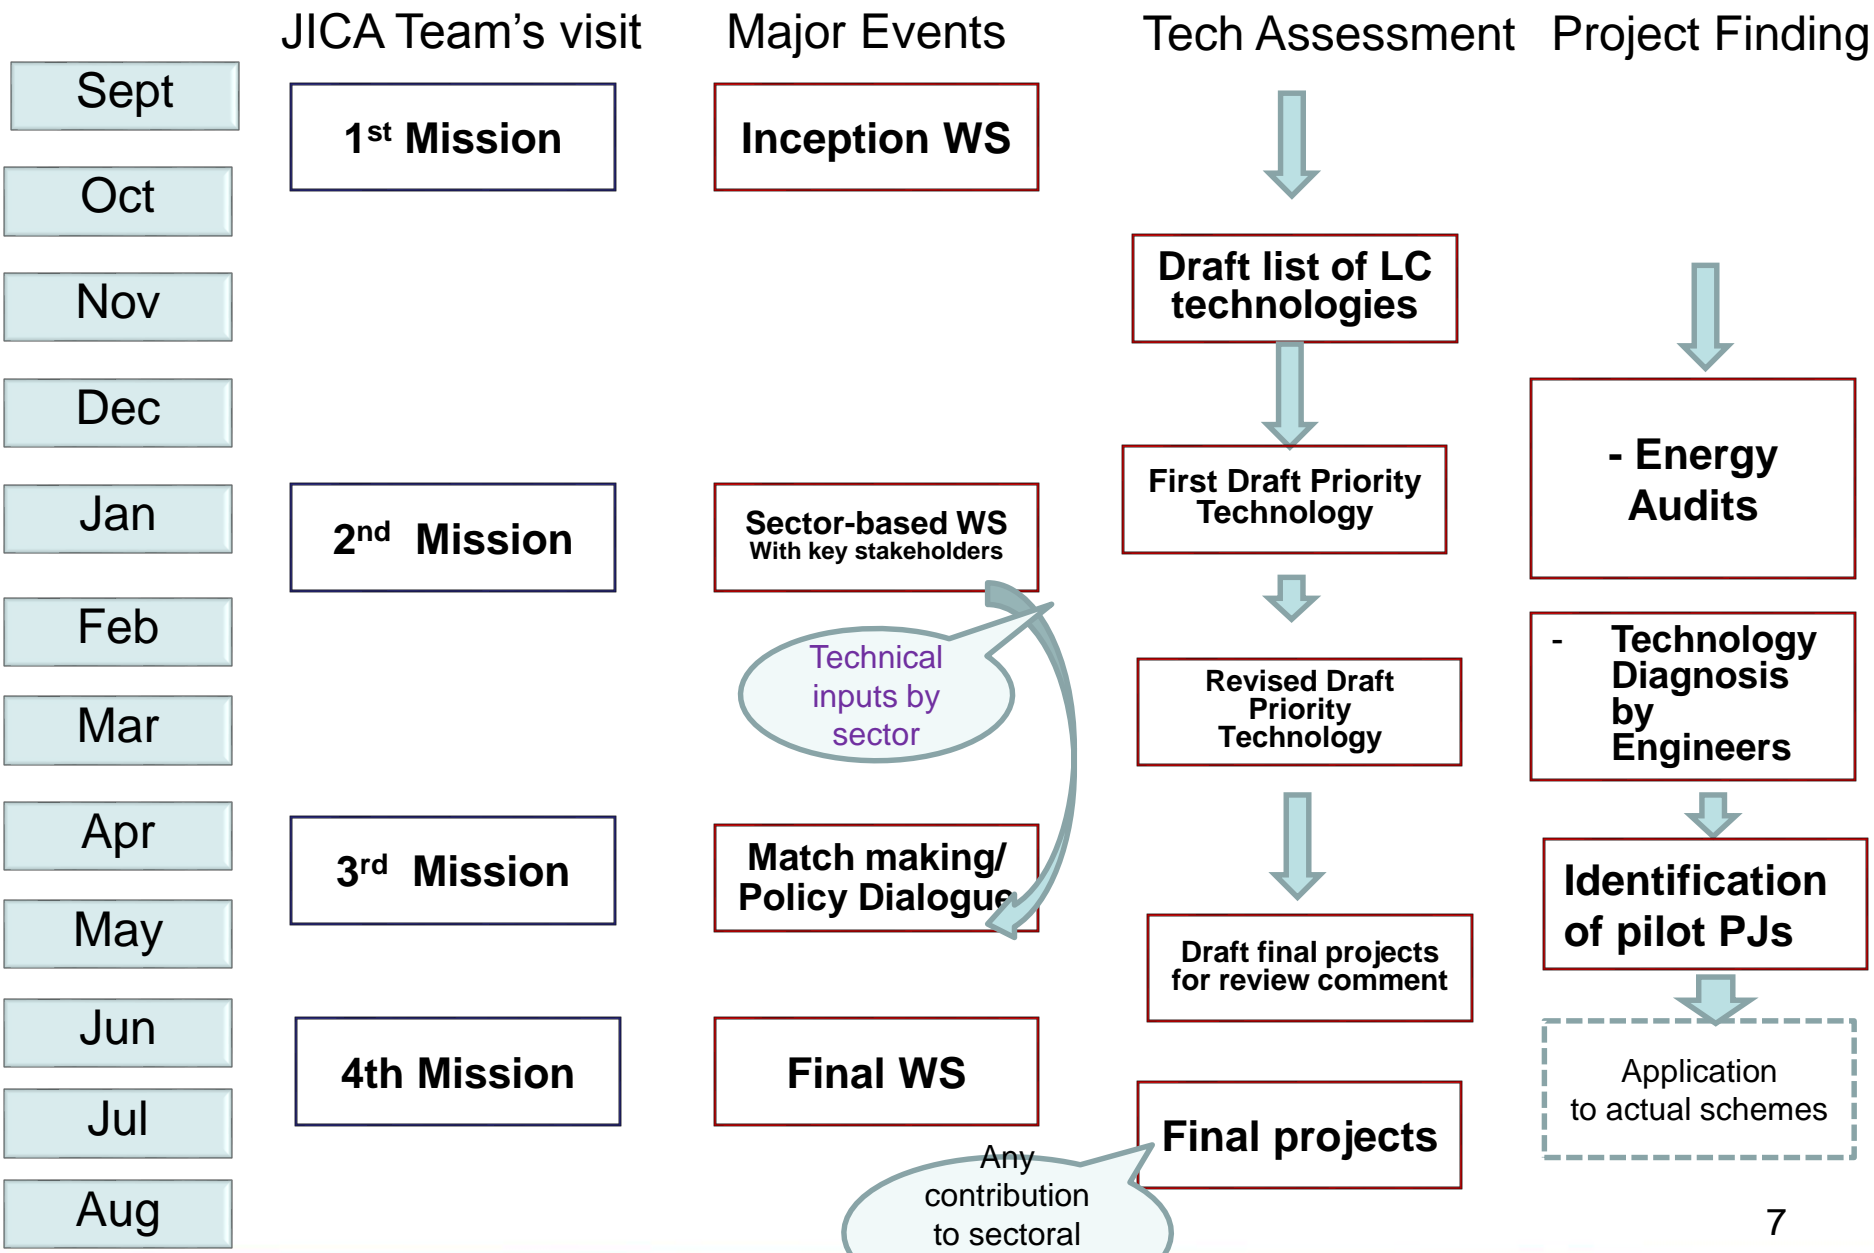 JICA Team's visit
Major Events
Tech Assessment
Project Finding
Sept
Oct
Nov
Dec
Jan
Feb
Mar
Apr
May
Jun
Jul
Aug
1st Mission
2nd Mission
3rd Mission
4th Mission
Inception WS
Sector-based WS
With key stakeholders
Technical
inputs by
sector
Match making/
Policy Dialogue
Final WS
Any
contribution
to sectoral
Draft list of LC
technologies
First Draft Priority
Technology
Revised Draft
Priority
Technology
Draft final projects
for review comment
Final projects
- Energy
Audits
- Technology
Diagnosis
by
Engineers
Identification
of pilot PJs
Application
to actual schemes
7